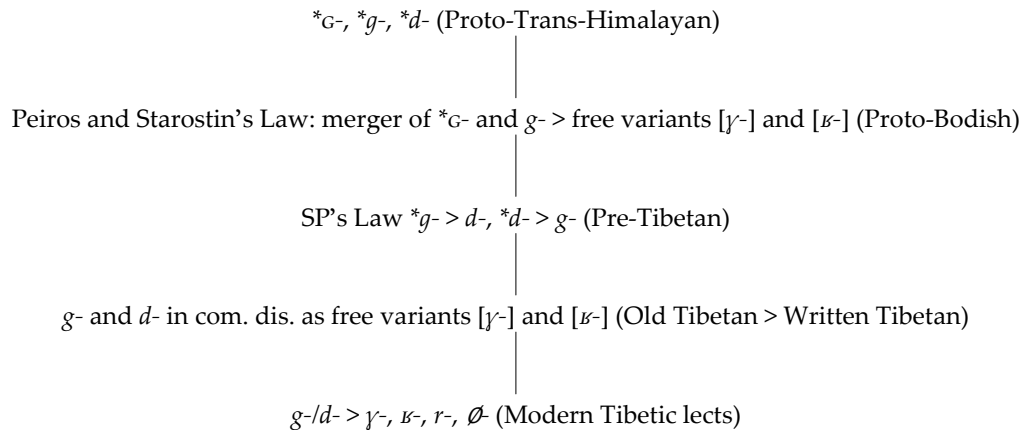 *ɢ-, *g-, *d- (Proto-Trans-Himalayan)
Peiros and Starostin's Law: merger of *ɢ- and g- > free variants [ɣ-] and [ʁ-] (Proto-Bodish)
SP's Law *g- > d-, *d- > g- (Pre-Tibetan)
g- and d- in com. dis. as free variants [ɣ-] and [ʁ-] (Old Tibetan > Written Tibetan)
g-/d- > ɣ-, ʁ-, r-, Ø- (Modern Tibetic lects)